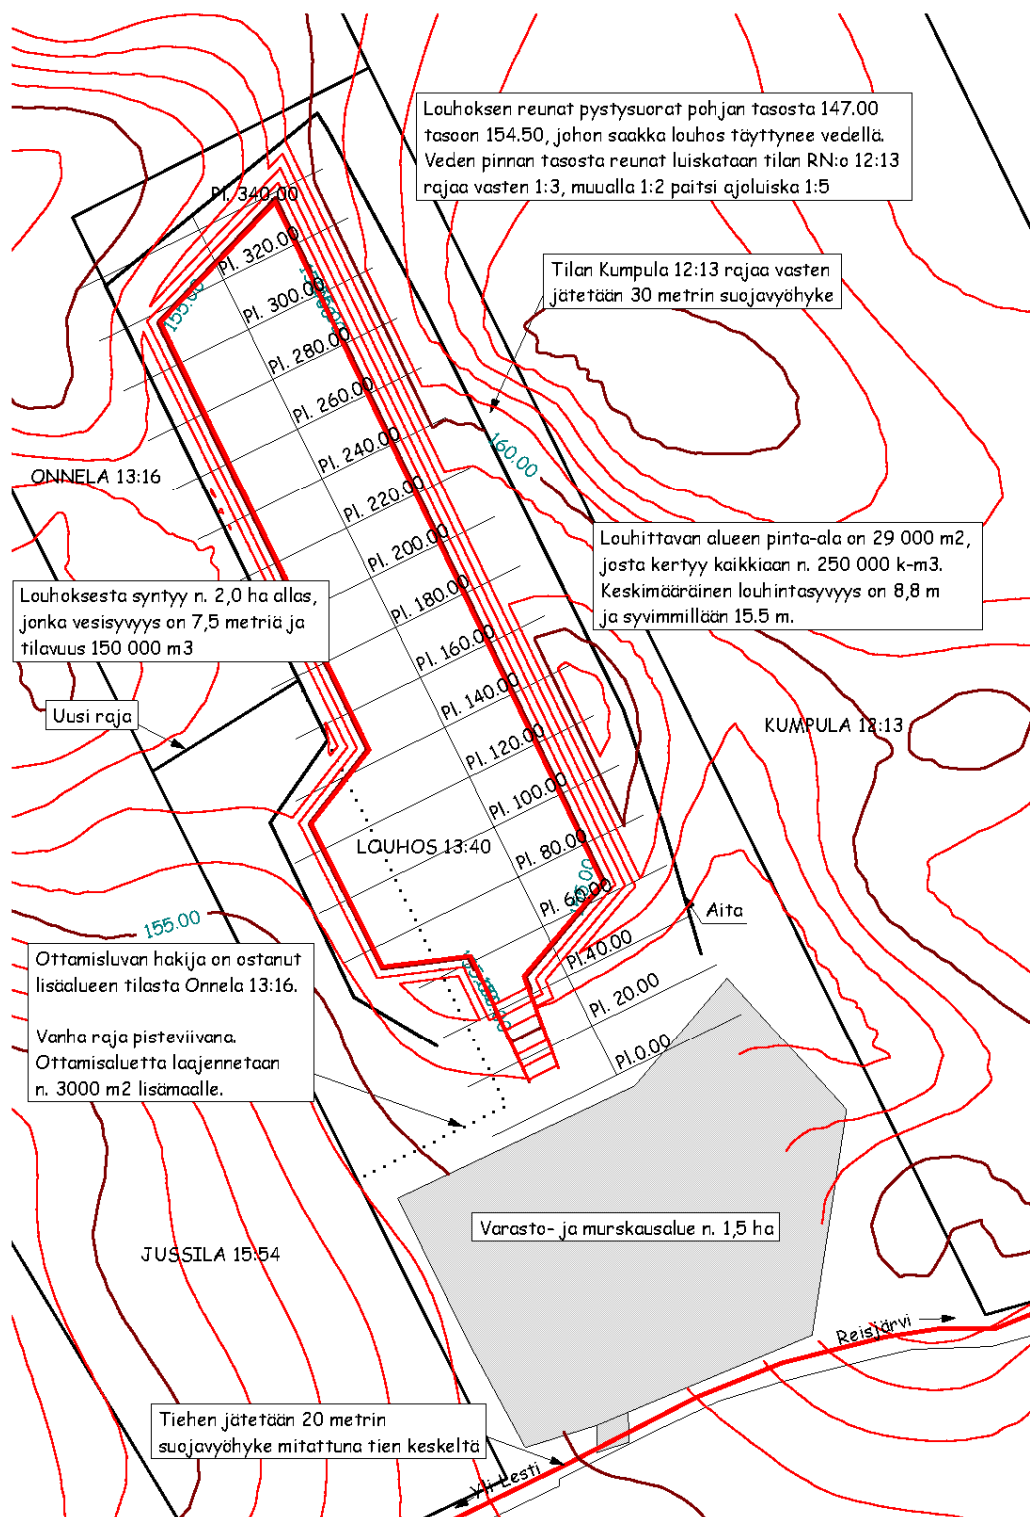 Louhoksen reunat pystysuorat pohjan tasosta 147.00
tasoon 154.50, johon saakka louhos täyttynee vedellä.
Veden pinnan tasosta reunat luiskataan tilan RN:o 12:13
rajaa vasten 1:3, muualla 1:2 paitsi ajoluiska 1:5
Pl. 340.00
Pl. 320.00
Pl. 300.00
155.00
Tilan Kumpula 12:13 rajaa vasten
jätetään 30 metrin suojavyöhyke
Pl. 280.00
Pl. 260.00
Pl. 240.00
160.00
ONNELA 13:16
Pl. 220.00
Pl. 200.00
Louhittavan alueen pinta-ala on 29 000 m2,
josta kertyy kaikkiaan n. 250 000 k-m3.
Keskimääräinen louhintasyvyys on 8,8 m
ja syvimmillään 15.5 m.
Louhoksesta syntyy n. 2,0 ha allas,
jonka vesisyvyys on 7,5 metriä ja
tilavuus 150 000 m3
Pl. 180.00
Pl. 160.00
Pl. 140.00
Uusi raja
KUMPULA 12:13
Pl. 120.00
Pl. 100.00
LOUHOS 13:40
Pl. 80.00
Pl. 60.00
Aita
155.00
Pl.40.00
Ottamisluvan hakija on ostanut
lisäalueen tilasta Onnela 13:16.
Vanha raja pisteviivana.
Ottamisaluetta laajennetaan
n. 3000 m2 lisämaalle.
Pl. 20.00
Pl.0.00
Varasto- ja murskausalue n. 1,5 ha
JUSSILA 15:54
Reisjärvi
Tiehen jätetään 20 metrin
suojavyöhyke mitattuna tien keskeltä
Yli-Lesti